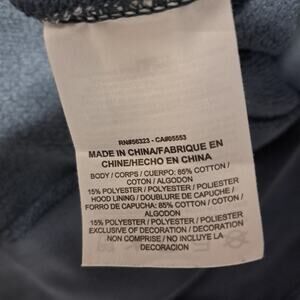 RN#56323 - CA#05553
MADE IN CHINA/FABRIQUE EN
CHINE/HECHO EN CHINA
BODY / CORPS / CUERPO: 85% COTTON /
COTON / ALGODON
15% POLYESTER / POLYESTER / POLIESTER
HOOD LINING / DOUBLURE DE CAPUCHE /
FORRO DE CAPUCHA: 85% COTTON / COTON /
ALGODON
15% POLYESTER / POLYESTER / POLIESTER
EXCLUSIVE OF DECORATION / DECORATION
NON COMPRISE / NO INCLUYE LA
DECORACION